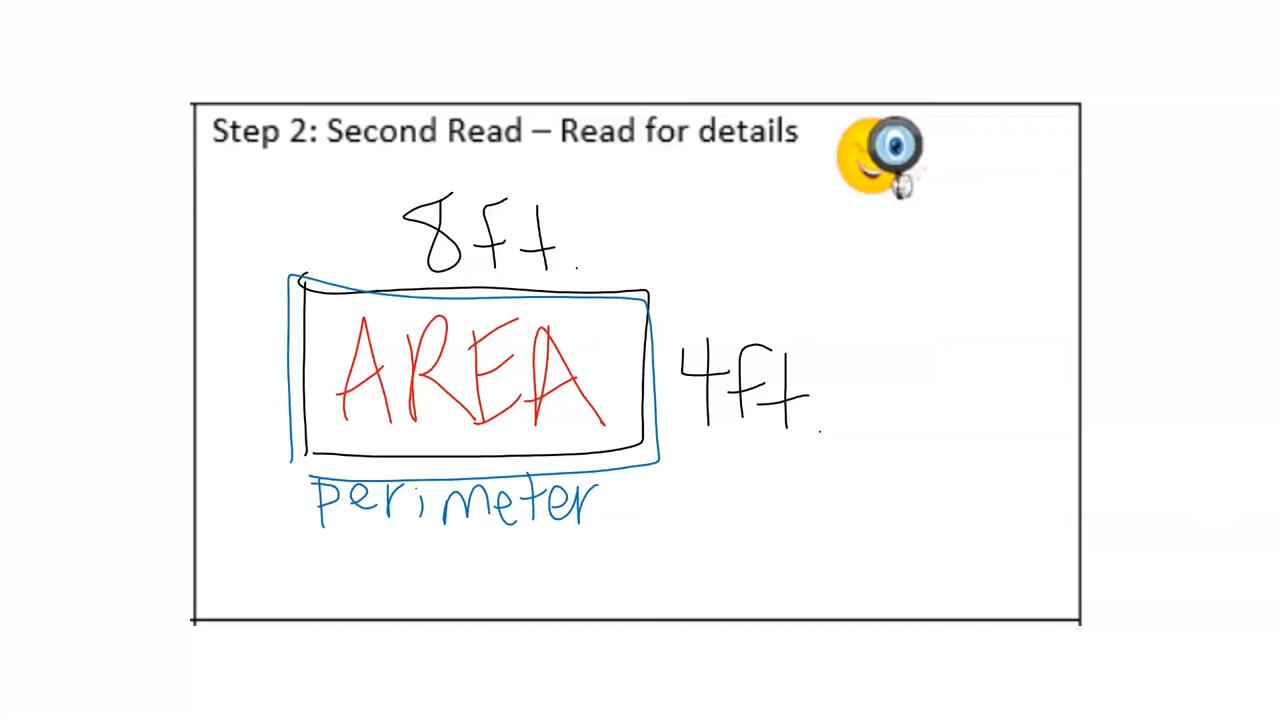 Step 2: Second Read – Read for details
8ft.
AREA
4ft.
perimeter